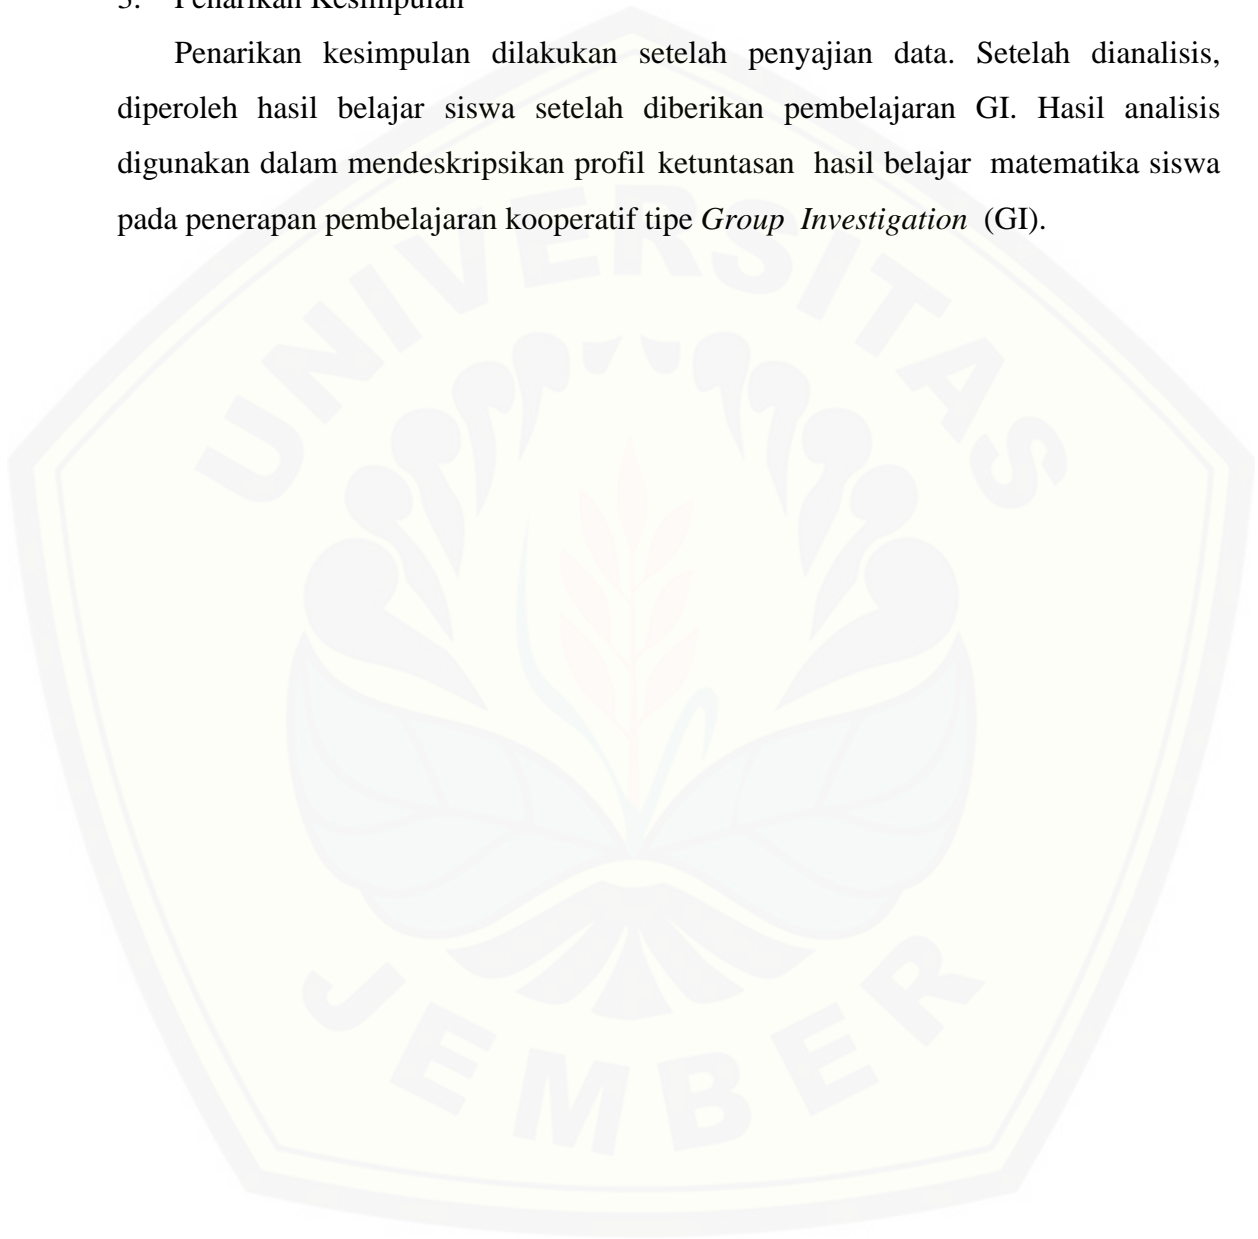 3. Penarikan Kesimpulan
Penarikan kesimpulan dilakukan setelah penyajian data. Setelah dianalisis,
diperoleh hasil belajar siswa setelah diberikan pembelajaran GI. Hasil analisis
digunakan dalam mendeskripsikan profil ketuntasan hasil belajar matematika siswa
pada penerapan pembelajaran kooperatif tipe Group Investigation (GI).
UNIVERSITAS
JEMBER